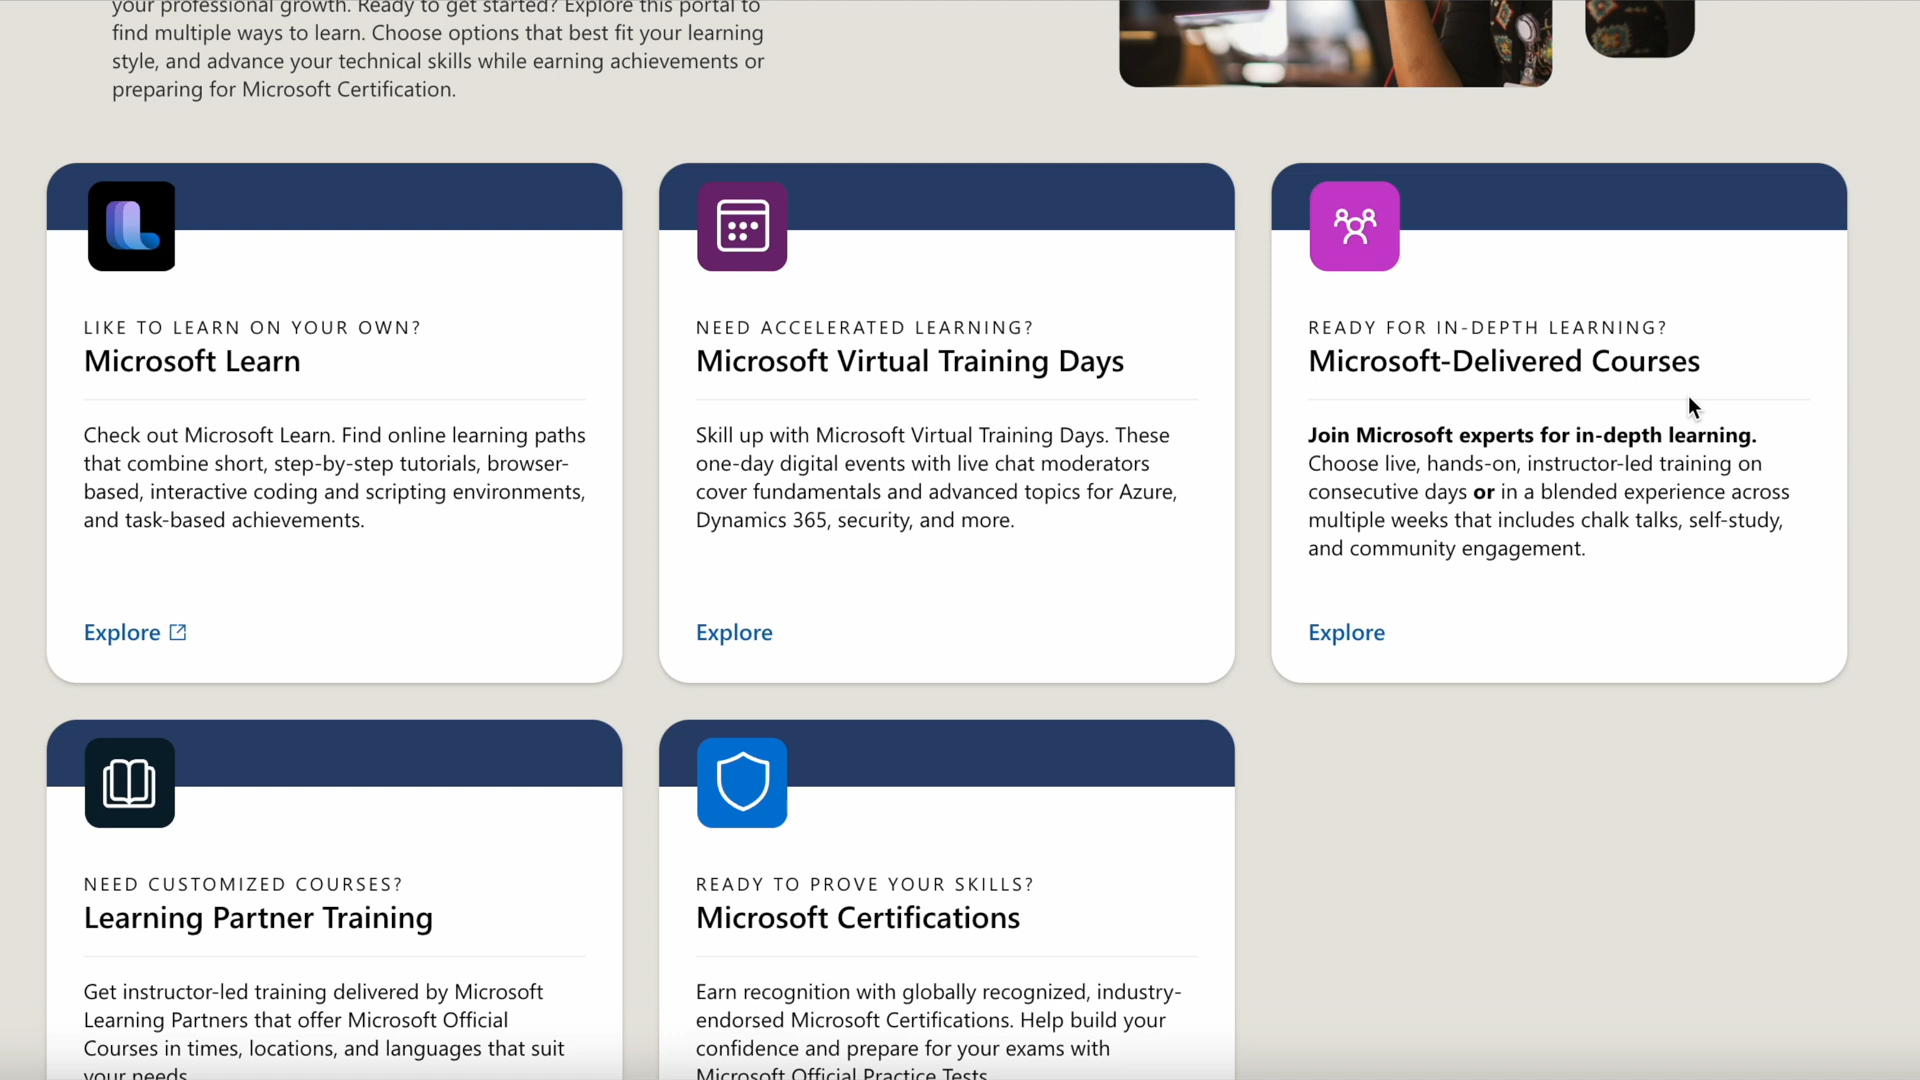 your professional growth. Ready to get started? Explore this portal to
find multiple ways to learn. Choose options that best fit your learning
style, and advance your technical skills while earning achievements or
preparing for Microsoft Certification.
LIKE TO LEARN ON YOUR OWN?
Microsoft Learn
Check out Microsoft Learn. Find online learning paths
that combine short, step-by-step tutorials, browser-
based, interactive coding and scripting environments,
and task-based achievements.
Explore
NEED ACCELERATED LEARNING?
Microsoft Virtual Training Days
Skill up with Microsoft Virtual Training Days. These
one-day digital events with live chat moderators
cover fundamentals and advanced topics for Azure,
Dynamics 365, security, and more.
Explore
READY FOR IN-DEPTH LEARNING?
Microsoft-Delivered Courses
Join Microsoft experts for in-depth learning.
Choose live, hands-on, instructor-led training on
consecutive days or in a blended experience across
multiple weeks that includes chalk talks, self-study,
and community engagement.
Explore
NEED CUSTOMIZED COURSES?
Learning Partner Training
Get instructor-led training delivered by Microsoft
Learning Partners that offer Microsoft Official
Courses in times, locations, and languages that suit
your needs.
READY TO PROVE YOUR SKILLS?
Microsoft Certifications
Earn recognition with globally recognized, industry-
endorsed Microsoft Certifications. Help build your
confidence and prepare for your exams with
Microsoft Official Practice Tests.